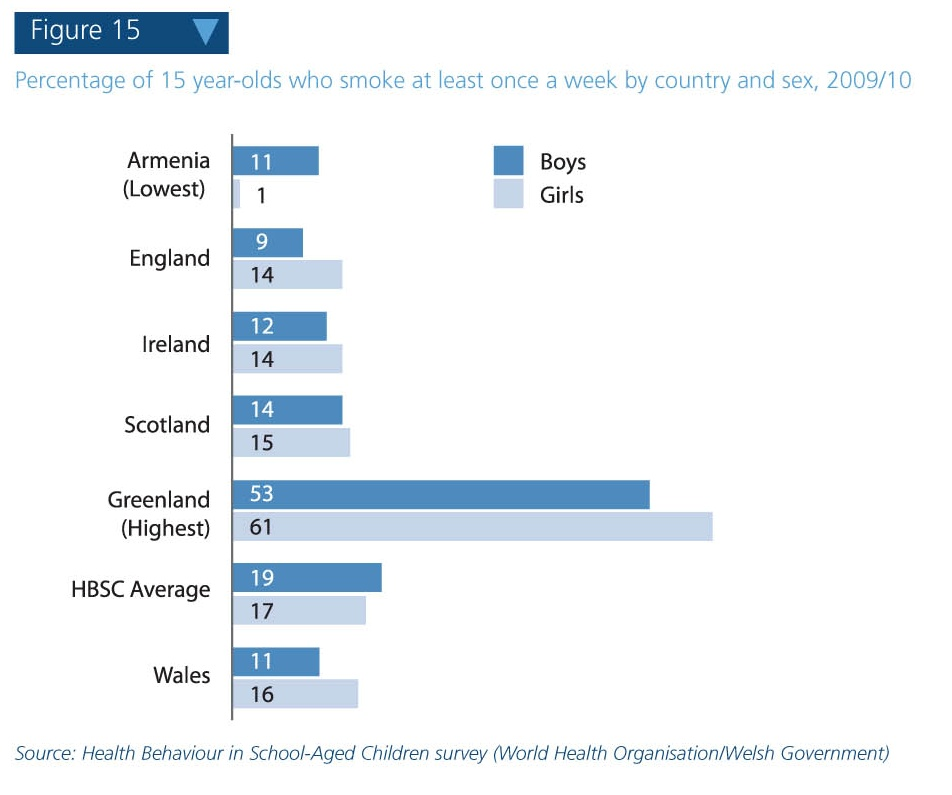 Figure 15
Percentage of 15 year-olds who smoke at least once a week by country and sex, 2009/10
Armenia
(Lowest)
11
1
Boys
Girls
England
9
14
Ireland
12
14
Scotland
14
15
Greenland
(Highest)
53
61
HBSC Average
19
17
Wales
11
16
Source: Health Behaviour in School-Aged Children survey (World Health Organisation/Welsh Government)